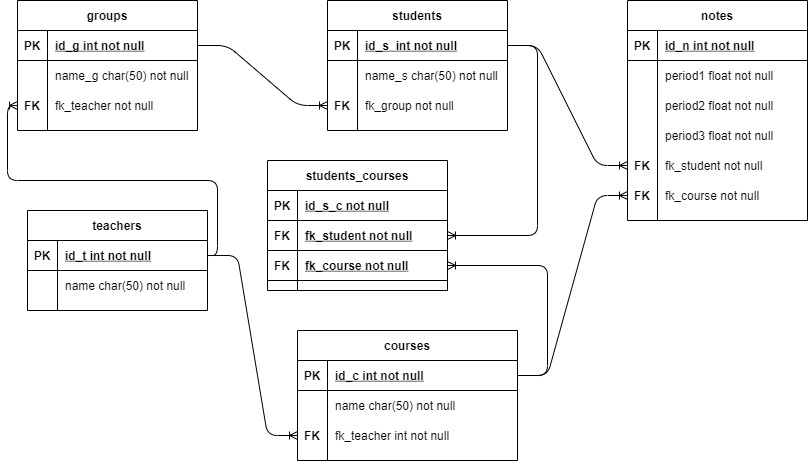 groups
PK id_g int not null
name_g char(50) not null
FK fk_teacher not null
students
PK id_s int not null
name_s char(50) not null
FK fk_group not null
notes
PK id_n int not null
period1 float not null
period2 float not null
period3 float not null
FK fk_student not null
FK fk_course not null
students_courses
PK id_s_c not null
FK fk_student not null
FK fk_course not null
teachers
PK id_t int not null
name char(50) not null
courses
PK id_c int not null
name char(50) not null
FK fk_teacher int not null